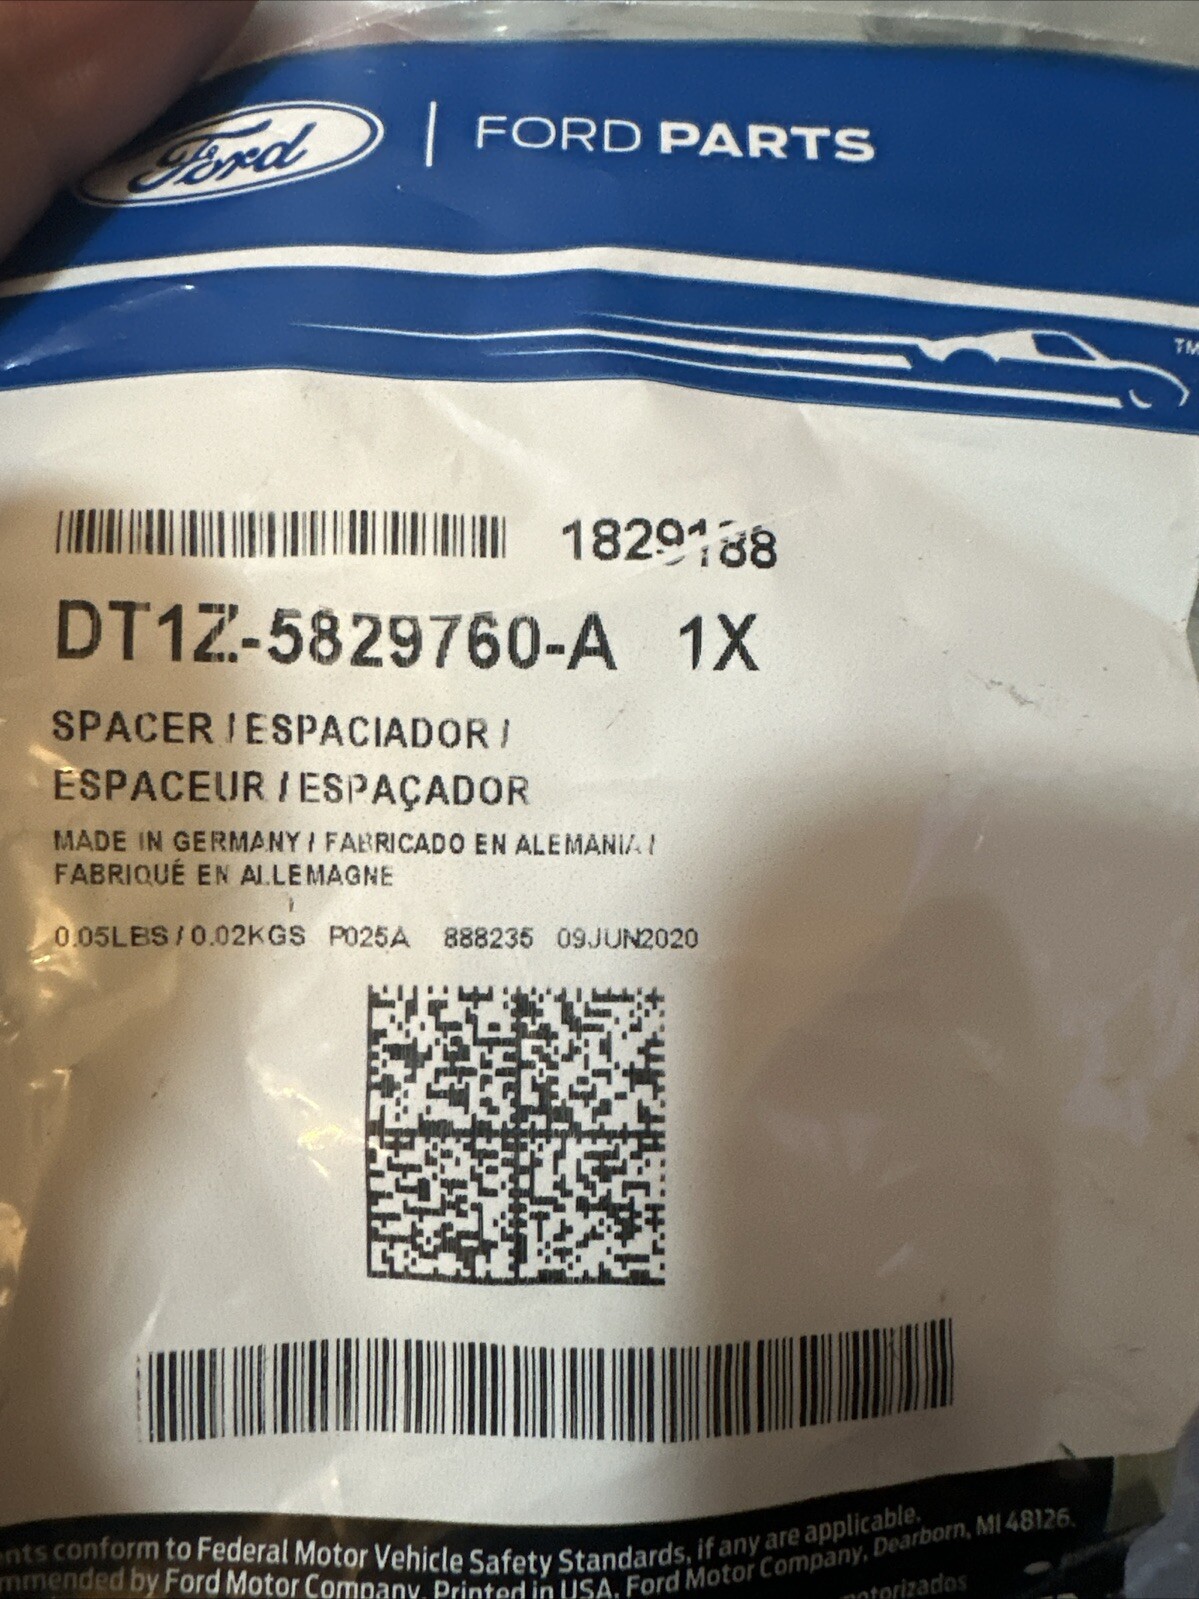 Ford | FORD PARTS
TM
1829188
DT1Z-5829760-A 1X
SPACER / ESPACIADOR /
ESPACEUR / ESPAÇADOR
MADE IN GERMANY / FABRICADO EN ALEMANIA /
FABRIQUÉ EN ALLEMAGNE
0.05LBS / 0.02KGS P025A 888235 09JUN2020
conform to Federal Motor Vehicle Safety Standards, if any are applicable.
by Ford Motor Company. Printed in USA. Ford Motor Company, Dearborn, MI 48126.